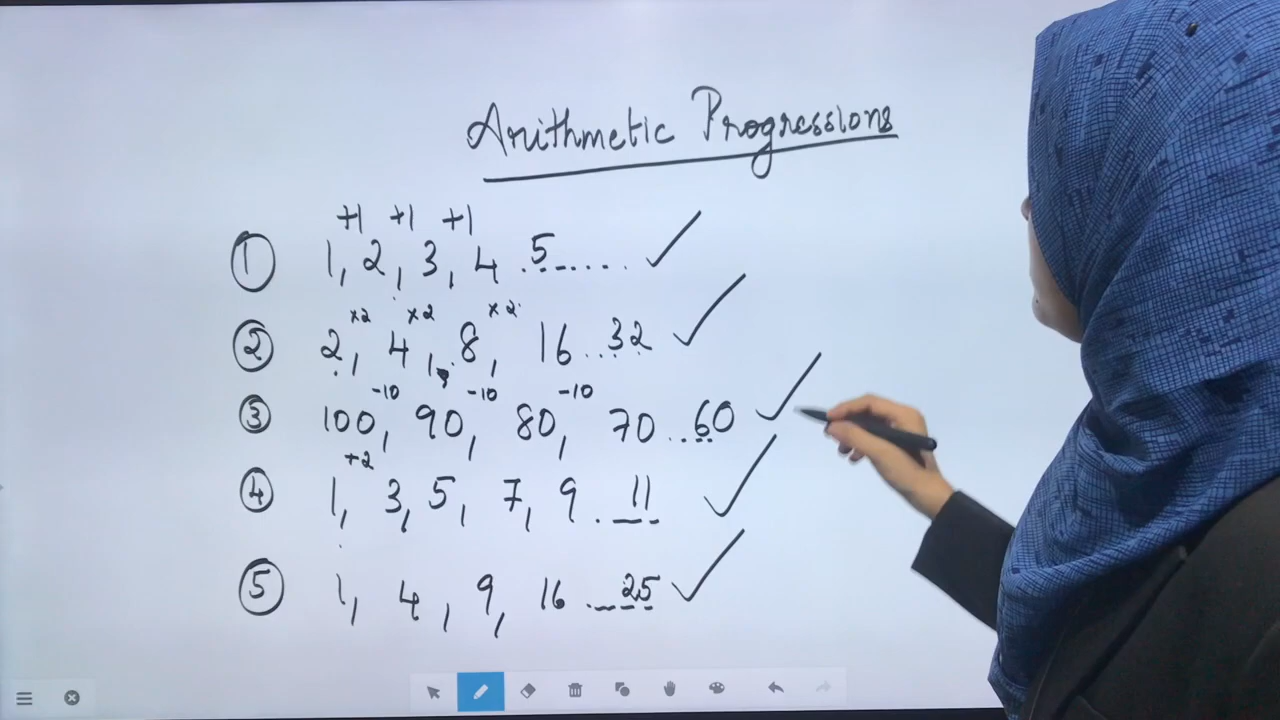 Arithmetic Progressions
+1 +1 +1
1 1, 2, 3, 4 .5.....
×2 ×2 ×2
2 2, 4, 8, 16 ..32
-10 -10 -10
3 100, 90, 80, 70 ..60
+2
4 1, 3, 5, 7, 9 . 11
5 1, 4, 9, 16 ..25